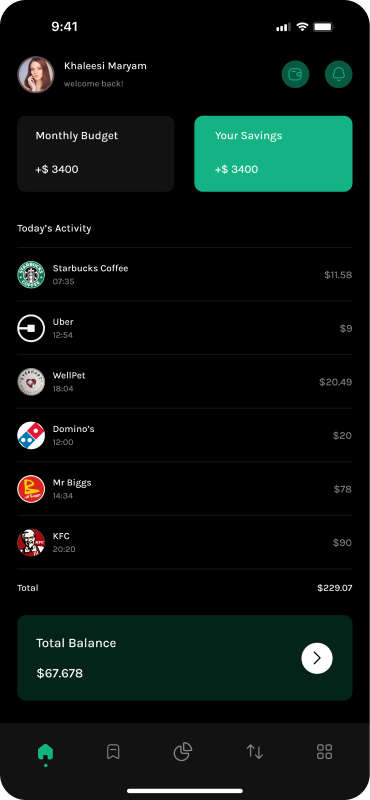 9:41
Khaleesi Maryam
welcome back!
Monthly Budget
+$ 3400
Your Savings
+$ 3400
Today's Activity
Starbucks Coffee
07:35
$11.58
Uber
12:54
$9
WellPet
18:04
$20.49
Domino's
12:00
$20
Mr Biggs
14:34
$78
KFC
20:20
$90
Total
$229.07
Total Balance
$67.678